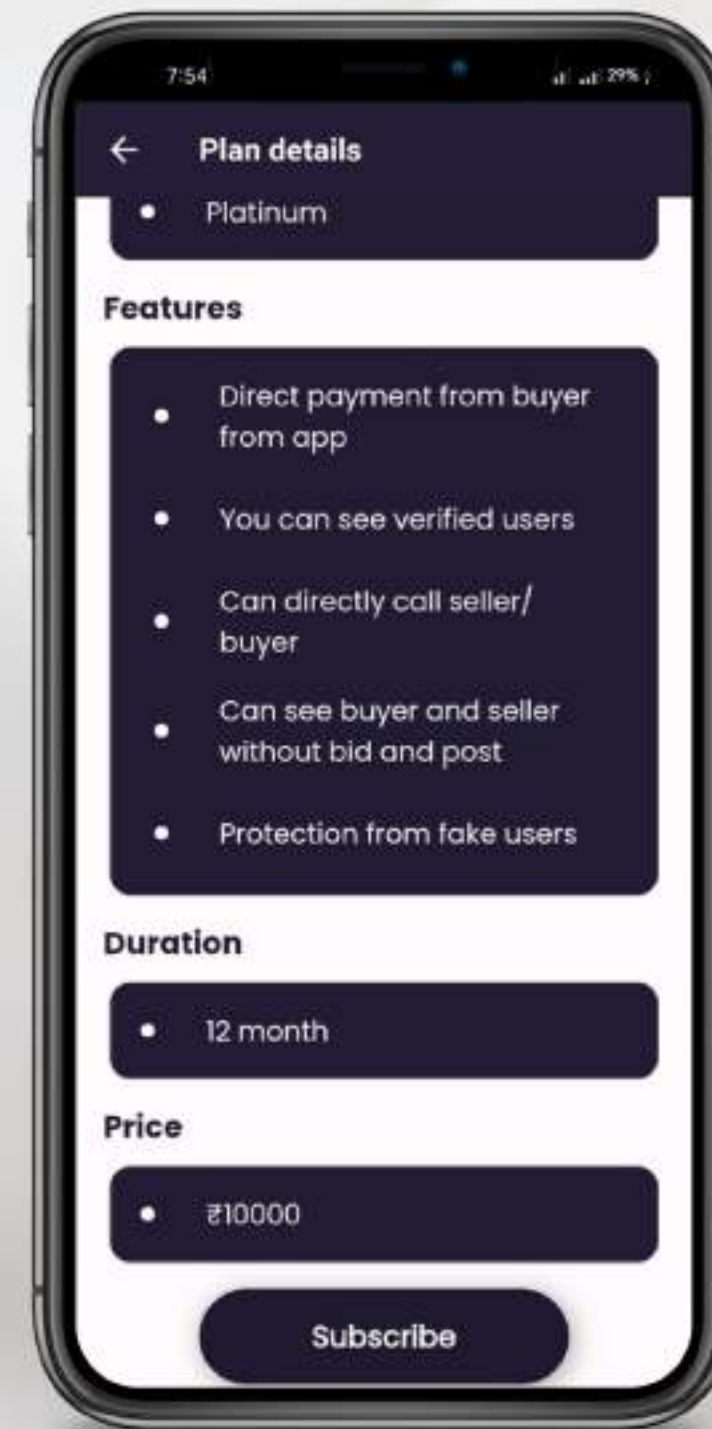 7:54
29%
Plan details
Platinum
Features
Direct payment from buyer
from app
You can see verified users
Can directly call seller/
buyer
Can see buyer and seller
without bid and post
Protection from fake users
Duration
12 month
Price
₹10000
Subscribe